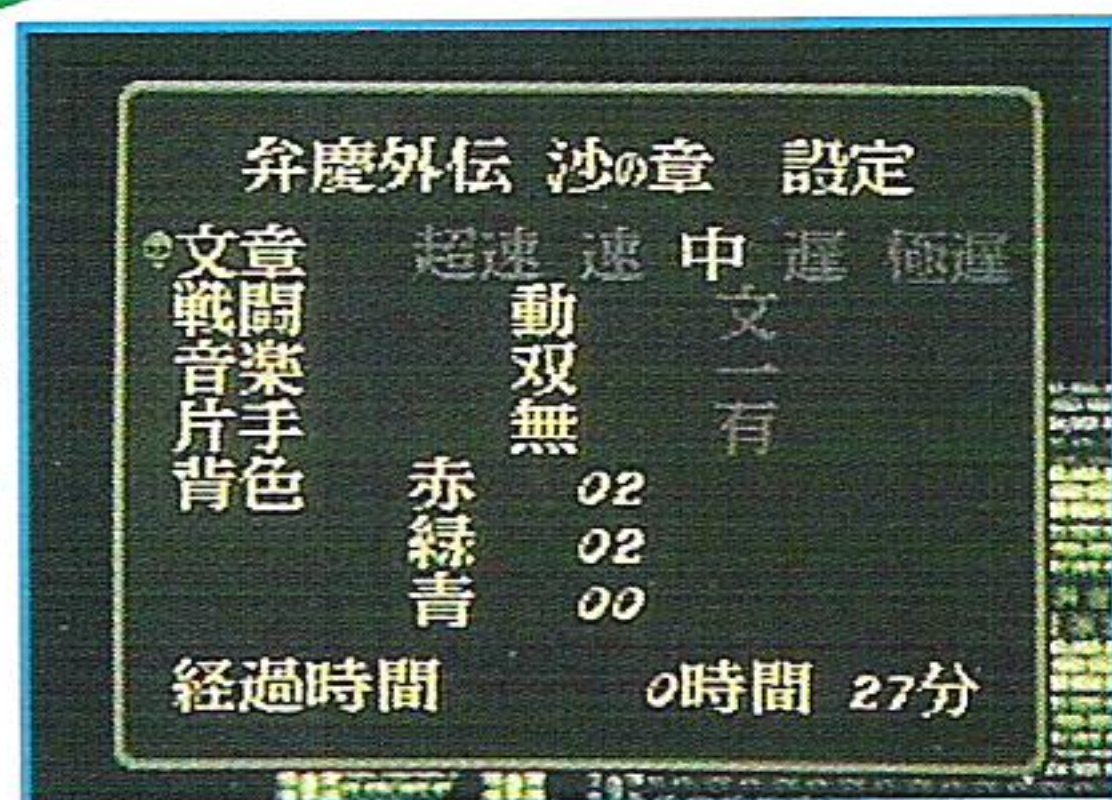 弁慶外伝 沙の章 設定
文章 超速 速 中 遅 極遅
戦闘 動 文
音楽 双 一
片手 無 有
背色 赤 02
緑 02
青 00
経過時間 0時間 27分